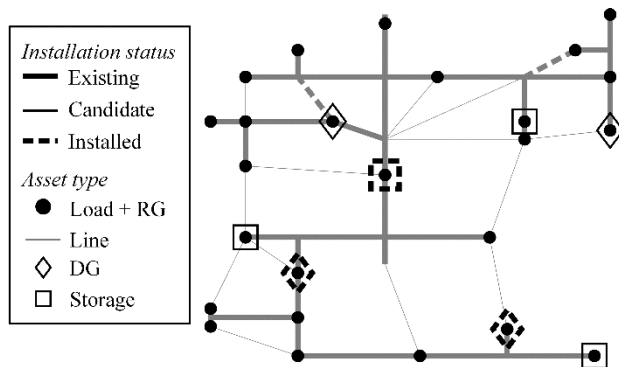 Installation status
Existing
Candidate
Installed
Asset type
Load + RG
Line
DG
Storage